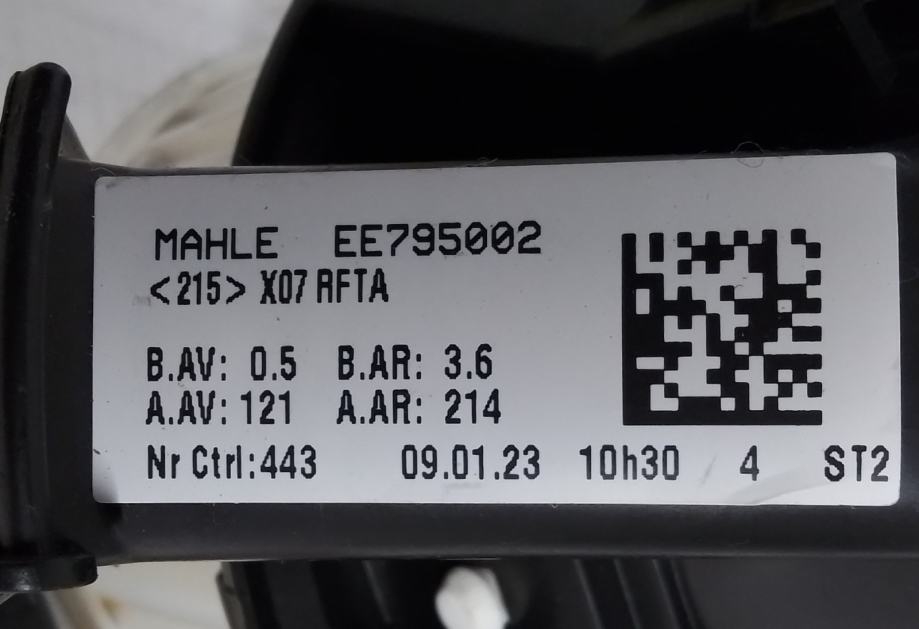 MAHLE EE795002
<215> X07 RFTA
B.AV: 0.5 B.AR: 3.6
A.AV: 121 A.AR: 214
Nr Ctrl:443 09.01.23 10h30 4 ST2